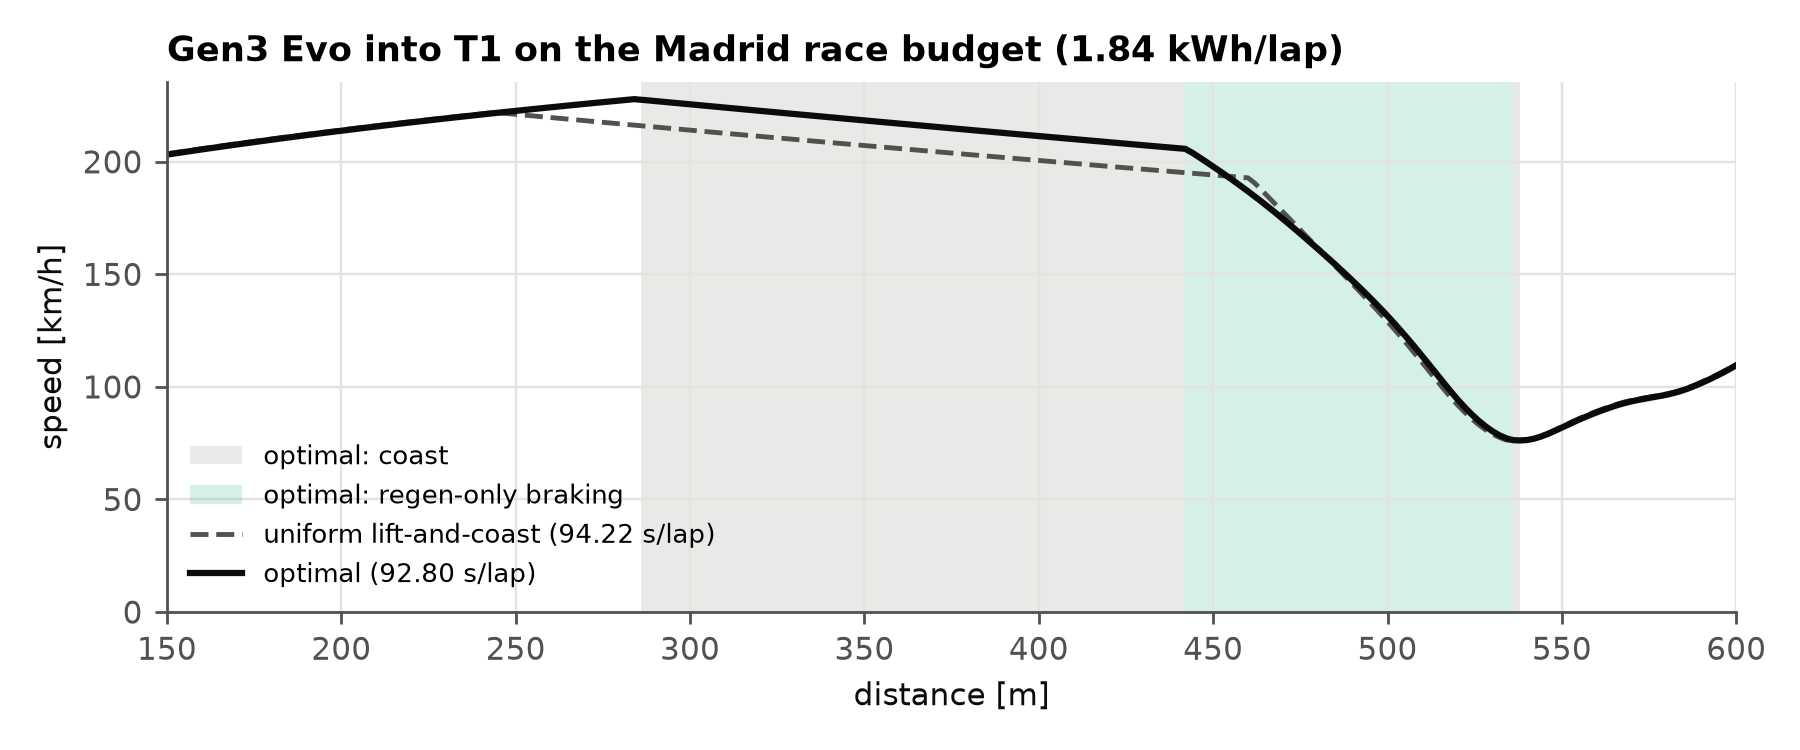 Gen3 Evo into T1 on the Madrid race budget (1.84 kWh/lap)
speed [km/h]
200
150
100
50
0
optimal: coast
optimal: regen-only braking
uniform lift-and-coast (94.22 s/lap)
optimal (92.80 s/lap)
150 200 250 300 350 400 450 500 550 600
distance [m]